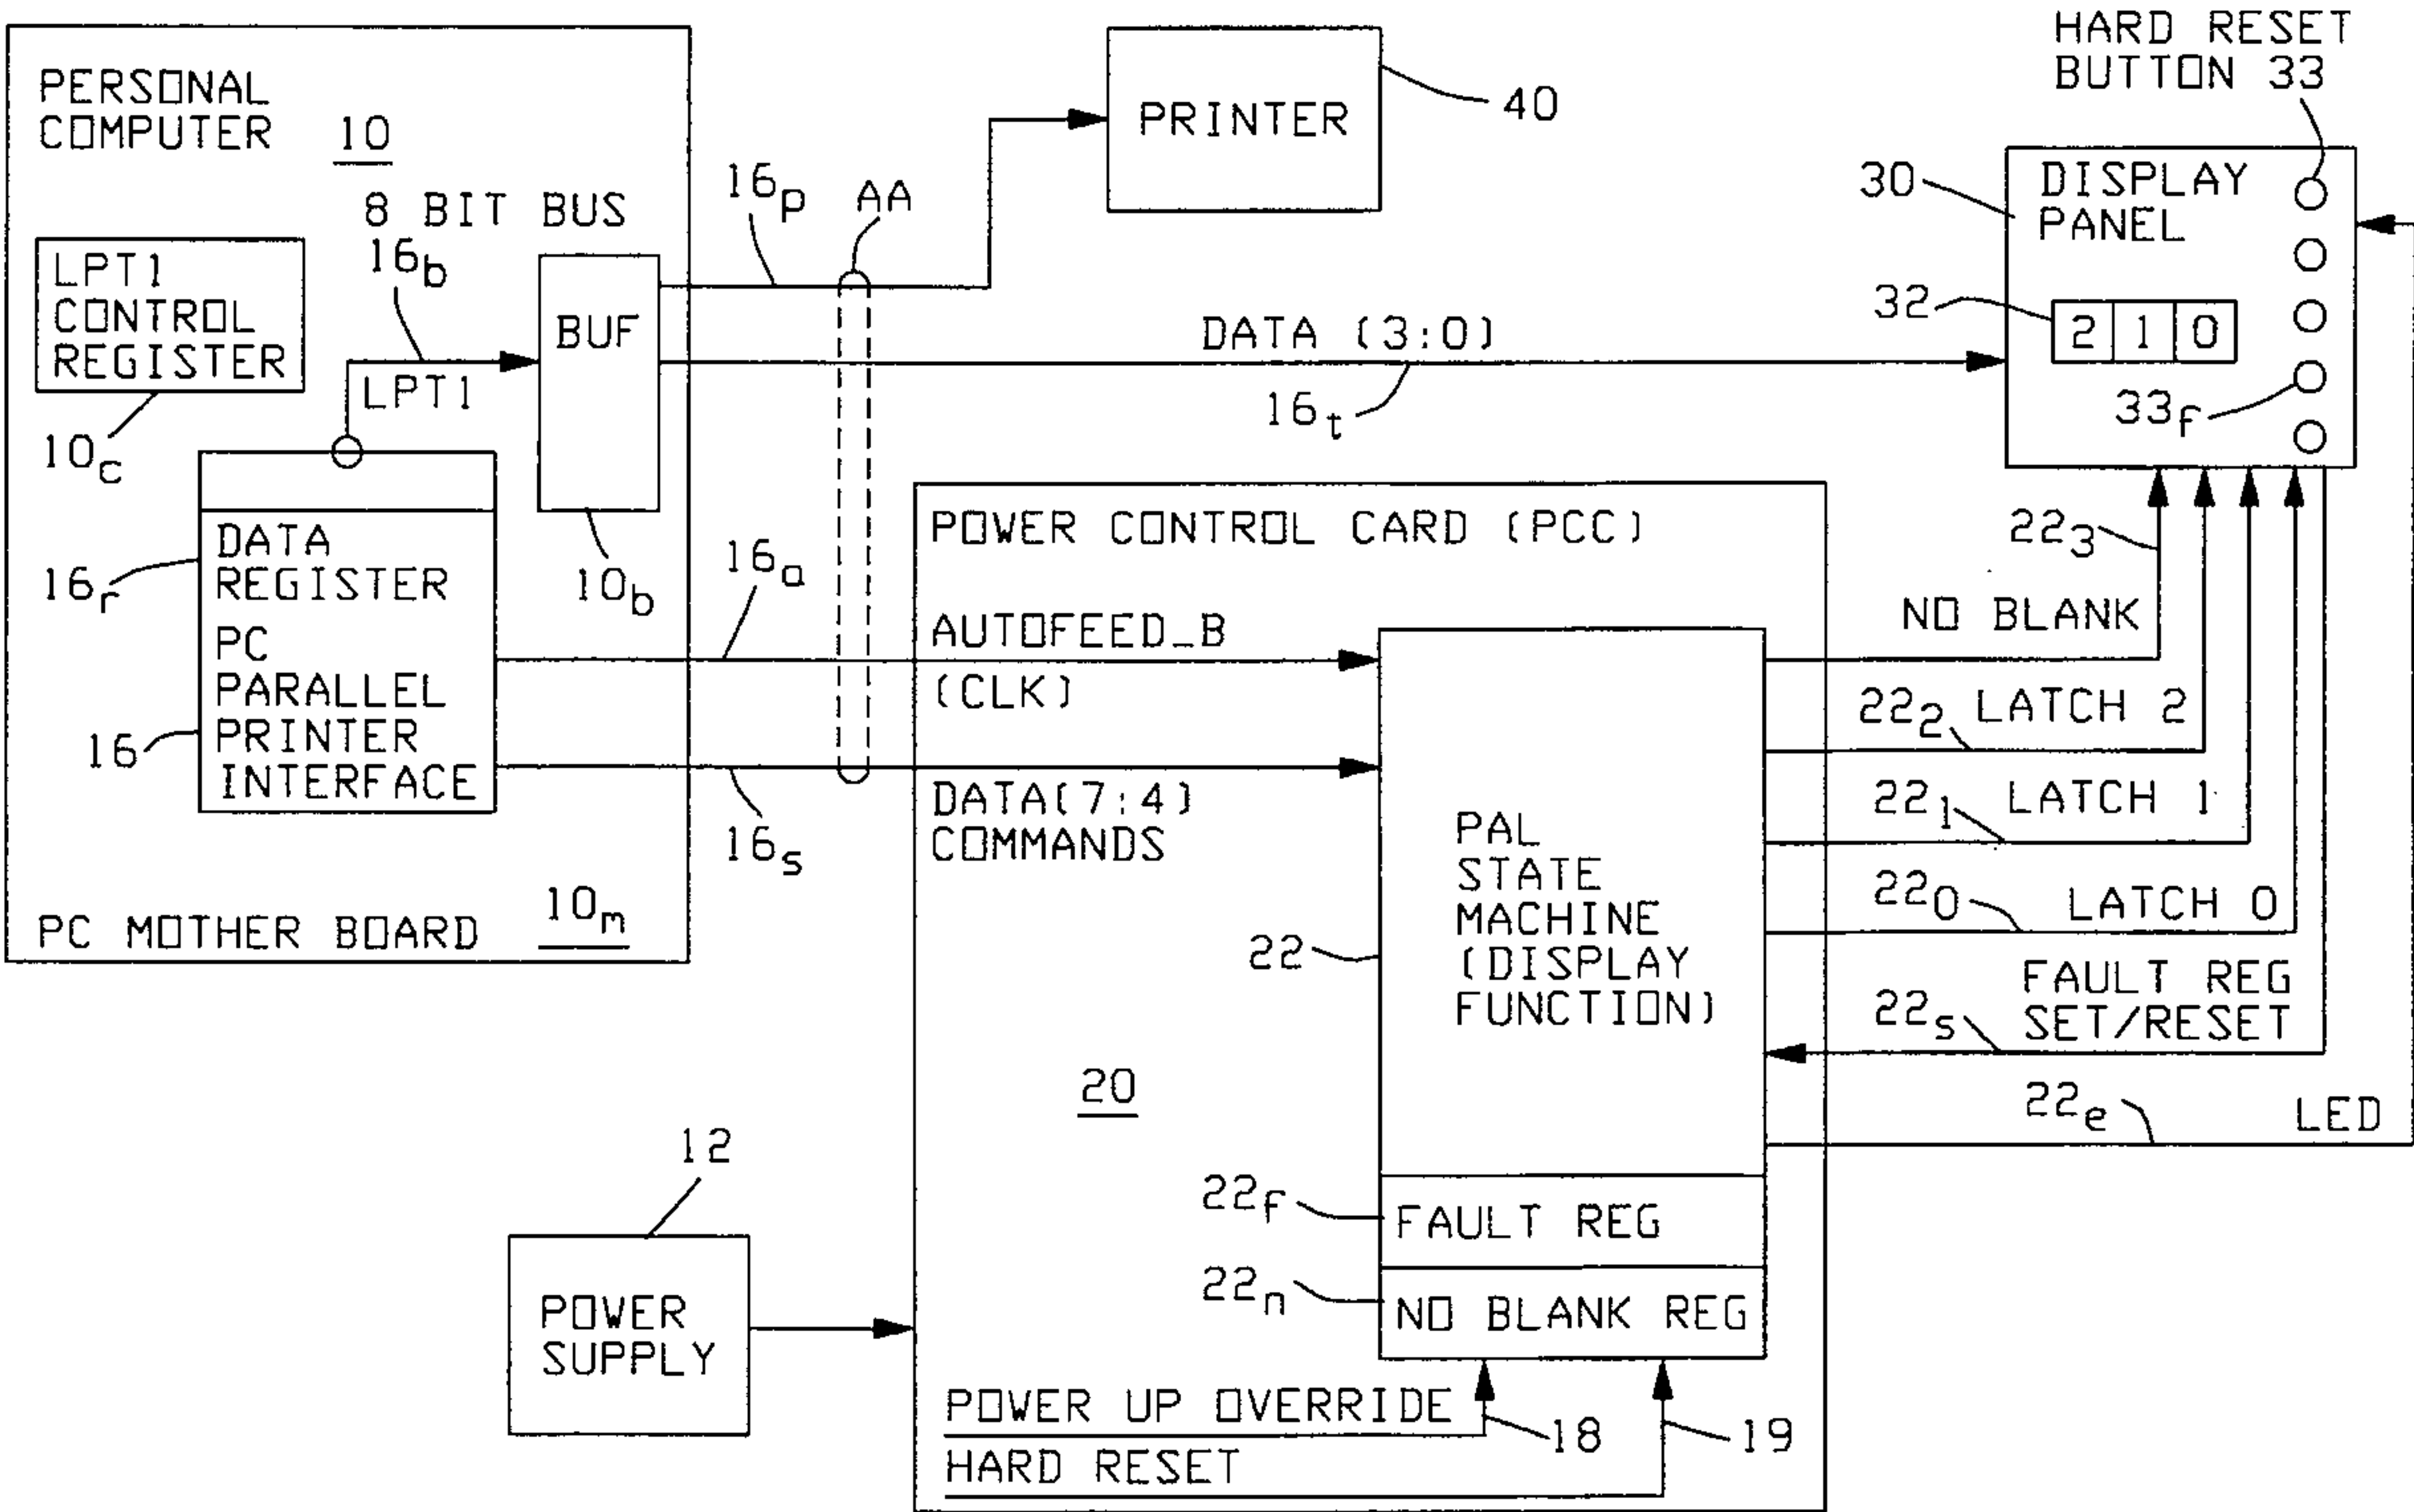 HARD RESET
BUTTON 33
PERSONAL
COMPUTER 10
PRINTER
40
8 BIT BUS
16b
16p
AA
30
DISPLAY
PANEL
LPT1
CONTROL
REGISTER
BUF
LPT1
DATA (3:0)
16t
32
2 1 0
33f
10c
10b
DATA
REGISTER
16r
PC
PARALLEL
PRINTER
INTERFACE
16
16a
16s
PC MOTHER BOARD 10m
POWER CONTROL CARD (PCC)
AUTOFEED_B
(CLK)
DATA(7:4)
COMMANDS
PAL
STATE
MACHINE
(DISPLAY
FUNCTION)
22
20
223
NO BLANK
222 LATCH 2
221 LATCH 1
220 LATCH 0
22s
FAULT REG
SET/RESET
22e LED
12
POWER
SUPPLY
22f
FAULT REG
22n
NO BLANK REG
POWER UP OVERRIDE
18
19
HARD RESET